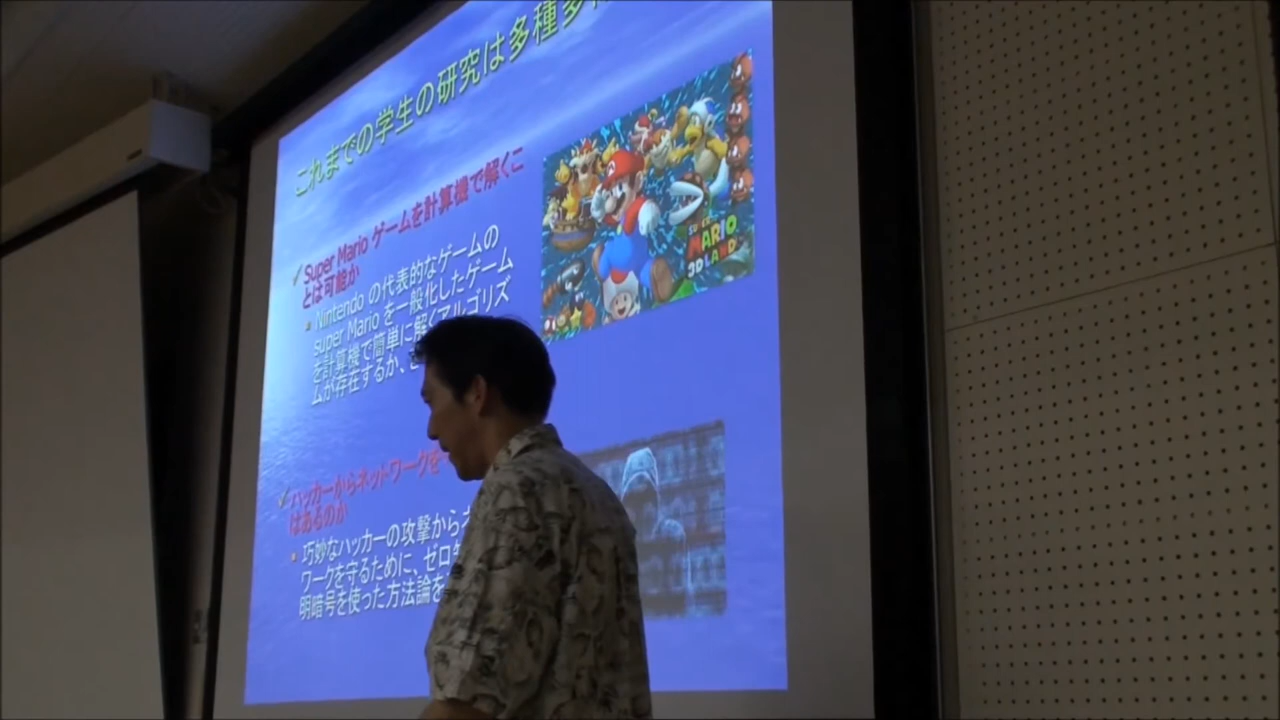 これまでの学生の研究は多種多
✓ Super Mario ゲームを計算機で解くこ
とは可能か
Nintendo の代表的なゲームの
super Mario を一般化したゲーム
を計算機で簡単に解くアルゴリズ
ムが存在するか、
SUPER
MARIO
3D LAND
✓ ハッカーからネットワークを
はあるのか
巧妙なハッカーの攻撃から
ワークを守るために、ゼロ
明暗号を使った方法論を